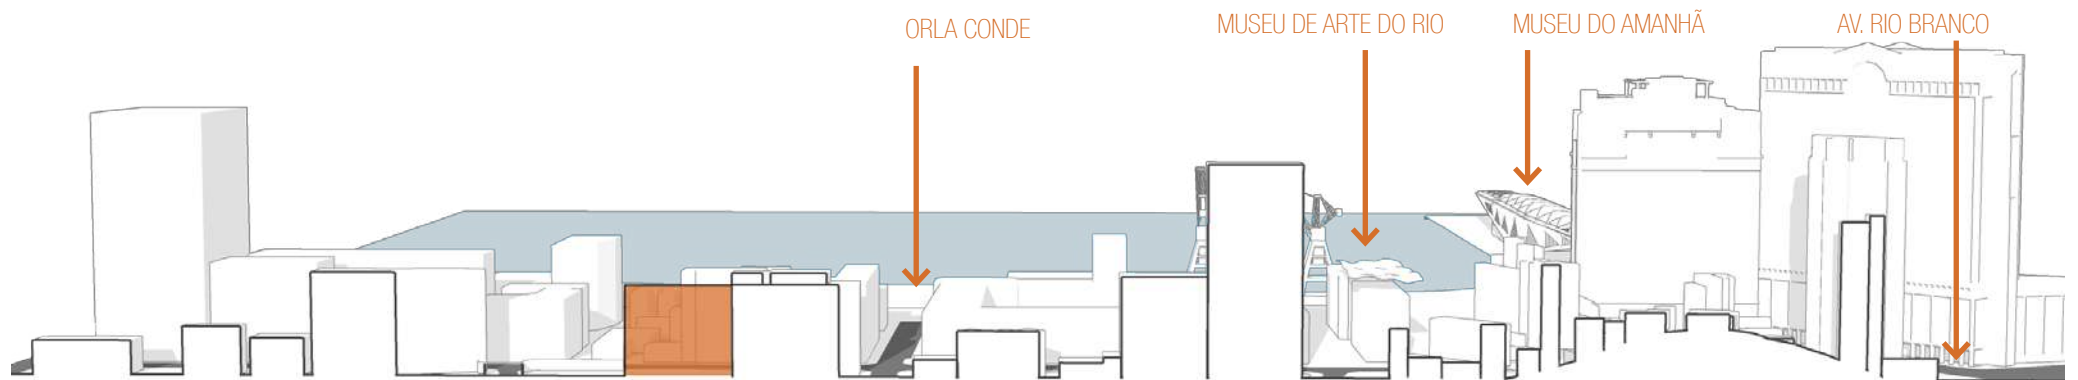 ORLA CONDE
MUSEU DE ARTE DO RIO
MUSEU DO AMANHÃ
AV. RIO BRANCO